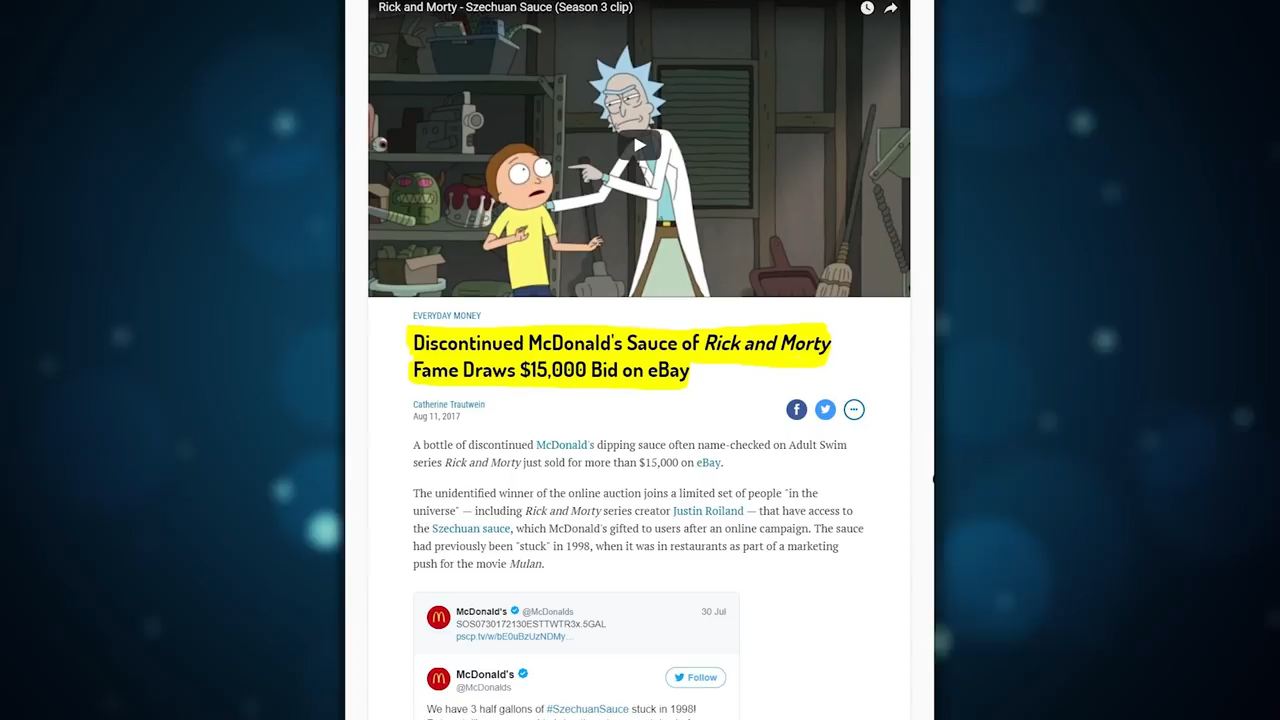 Rick and Morty - Szechuan Sauce (Season 3 clip)
EVERYDAY MONEY
Discontinued McDonald's Sauce of Rick and Morty
Fame Draws $15,000 Bid on eBay
Catherine Trautwein
Aug 11, 2017
A bottle of discontinued McDonald's dipping sauce often name-checked on Adult Swim
series Rick and Morty just sold for more than $15,000 on eBay.
The unidentified winner of the online auction joins a limited set of people "in the
universe" — including Rick and Morty series creator Justin Roiland — that have access to
the Szechuan sauce, which McDonald's gifted to users after an online campaign. The sauce
had previously been "stuck" in 1998, when it was in restaurants as part of a marketing
push for the movie Mulan.
McDonald's @McDonalds 30 Jul
SOS0730172130ESTTWTR3x.5GAL
pscp.tv/w/bE0uBzUzNDMy...
McDonald's
@McDonalds
Follow
We have 3 half gallons of #SzechuanSauce stuck in 1998!